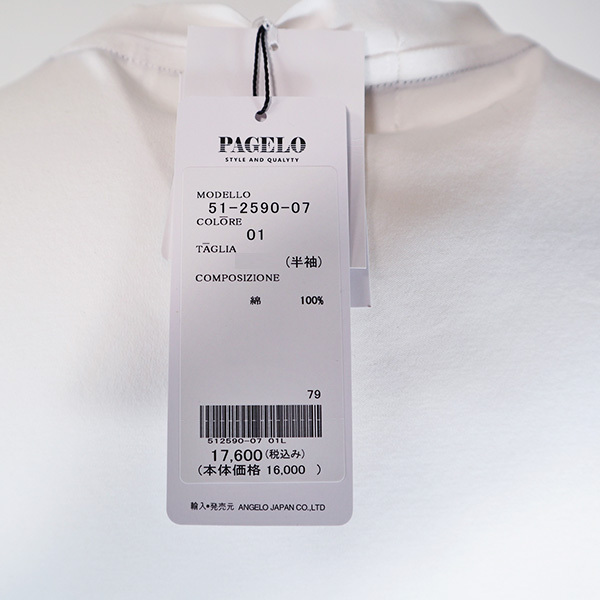 PAGELO
STYLE AND QUALYTY
MODELLO
51-2590-07
COLORE
01
TAGLIA
(半袖)
COMPOSIZIONE
綿 100%
79
512590-07 01L
17,600(税込み)
(本体価格 16,000 )
輸入•発売元 ANGELO JAPAN CO.,LTD